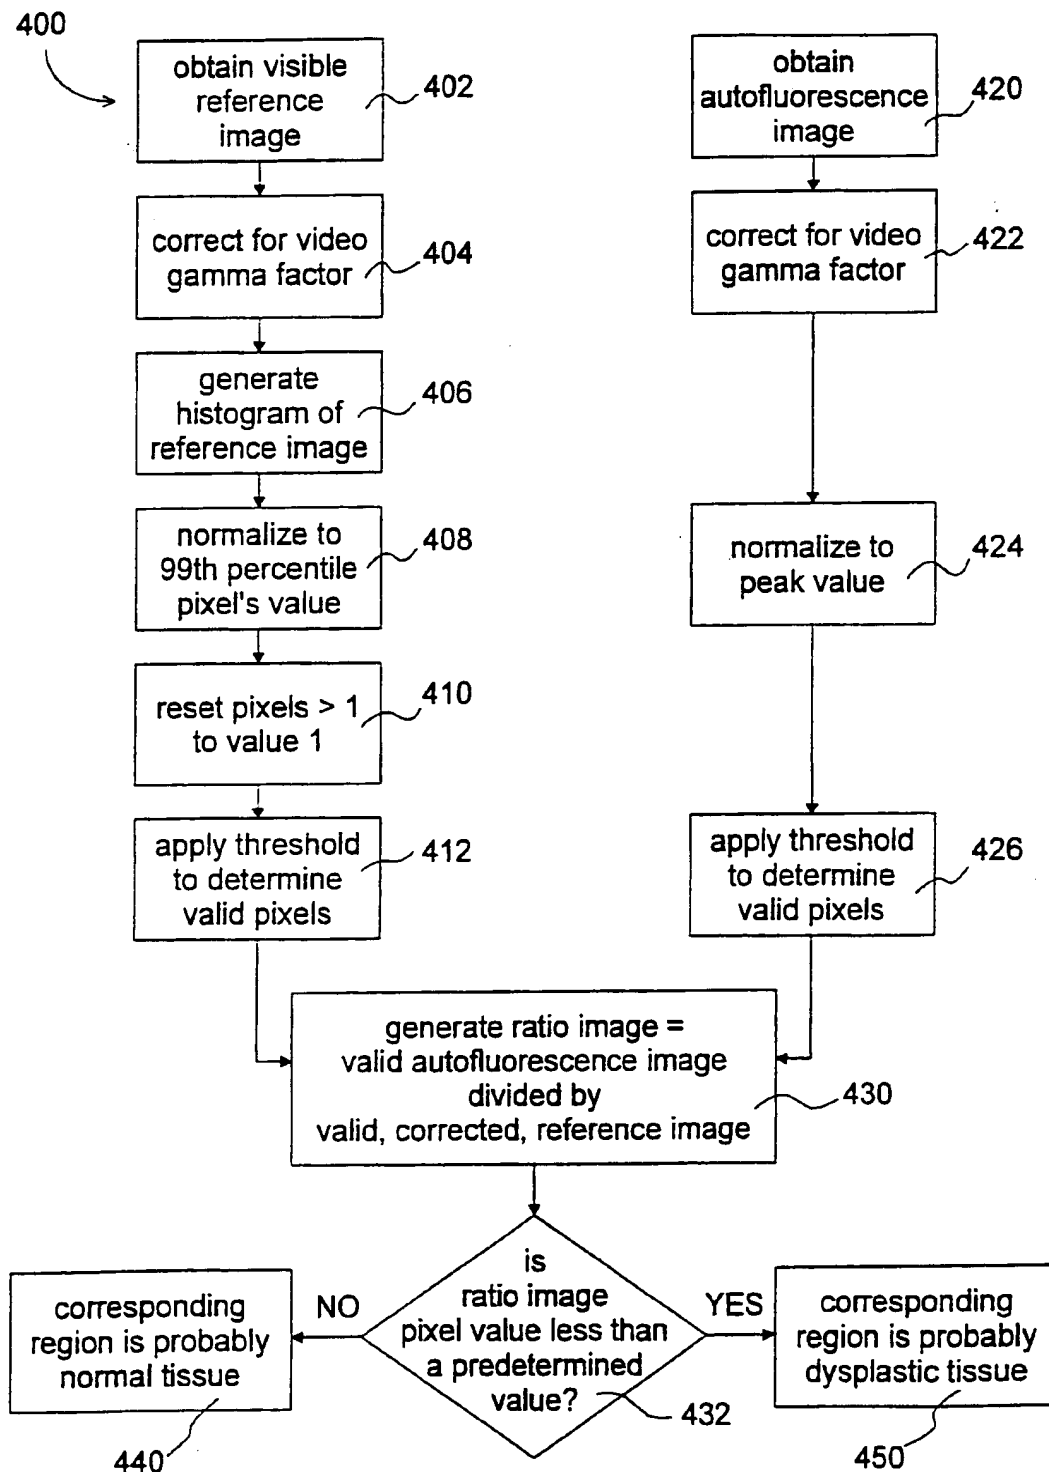 400
obtain visible
reference
image
402
correct for video
gamma factor
404
generate
histogram of
reference image
406
normalize to
99th percentile
pixel's value
408
reset pixels > 1
to value 1
410
apply threshold
to determine
valid pixels
412
obtain
autofluorescence
image
420
correct for video
gamma factor
422
normalize to
peak value
424
apply threshold
to determine
valid pixels
426
generate ratio image =
valid autofluorescence image
divided by
valid, corrected, reference image
430
is
ratio image
pixel value less than
a predetermined
value?
432
NO
corresponding
region is probably
normal tissue
440
YES
corresponding
region is probably
dysplastic tissue
450